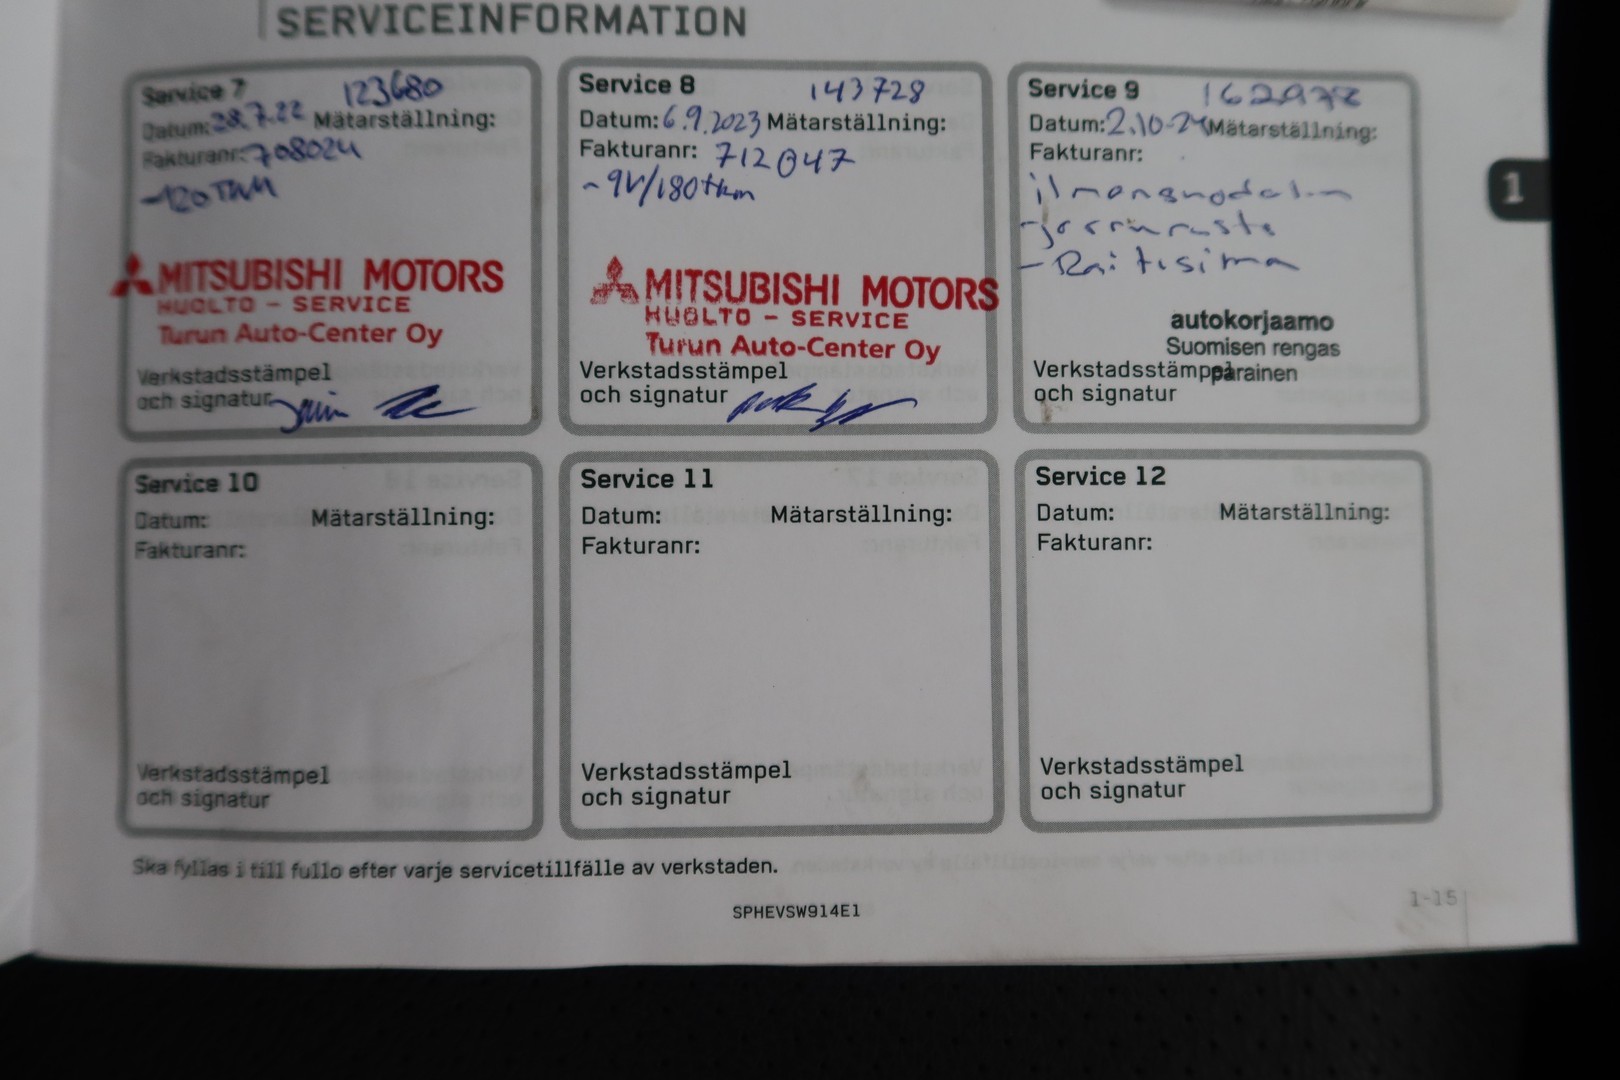 SERVICEINFORMATION
Service 7 123680
Datum: 28.7.22 Mätarställning:
Fakturanr: 708024
-120 TKM
MITSUBISHI MOTORS
HUOLTO - SERVICE
Turun Auto-Center Oy
Verkstadsstämpel
och signatur
Service 8 143728
Datum: 6.9.2023 Mätarställning:
Fakturanr: 712047
- 9V/180tkm
MITSUBISHI MOTORS
HUOLTO - SERVICE
Turun Auto-Center Oy
Verkstadsstämpel
och signatur
Service 9
Datum: 2.10-24 Mätarställning:
Fakturanr:
- Raitisilma
autokorjaamo
Suomisen rengas
parainen
Verkstadsstämpel
och signatur
1
Service 10
Datum: Mätarställning:
Fakturanr:
Verkstadsstämpel
och signatur
Service 11
Datum: Mätarställning:
Fakturanr:
Verkstadsstämpel
och signatur
Service 12
Datum: Mätarställning:
Fakturanr:
Verkstadsstämpel
och signatur
Ska fyllas i till fullo efter varje servicetillfälle av verkstaden.
SPHEVSW914E1
1-15